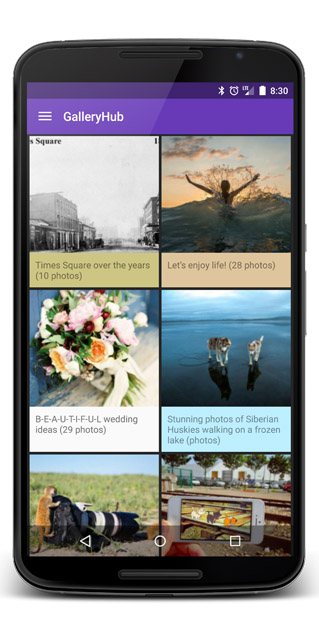 8:30
GalleryHub
s Square
Times Square over the years
(10 photos)
Let's enjoy life! (28 photos)
B-E-A-U-T-I-F-U-L wedding
ideas (29 photos)
Stunning photos of Siberian
Huskies walking on a frozen
lake (photos)